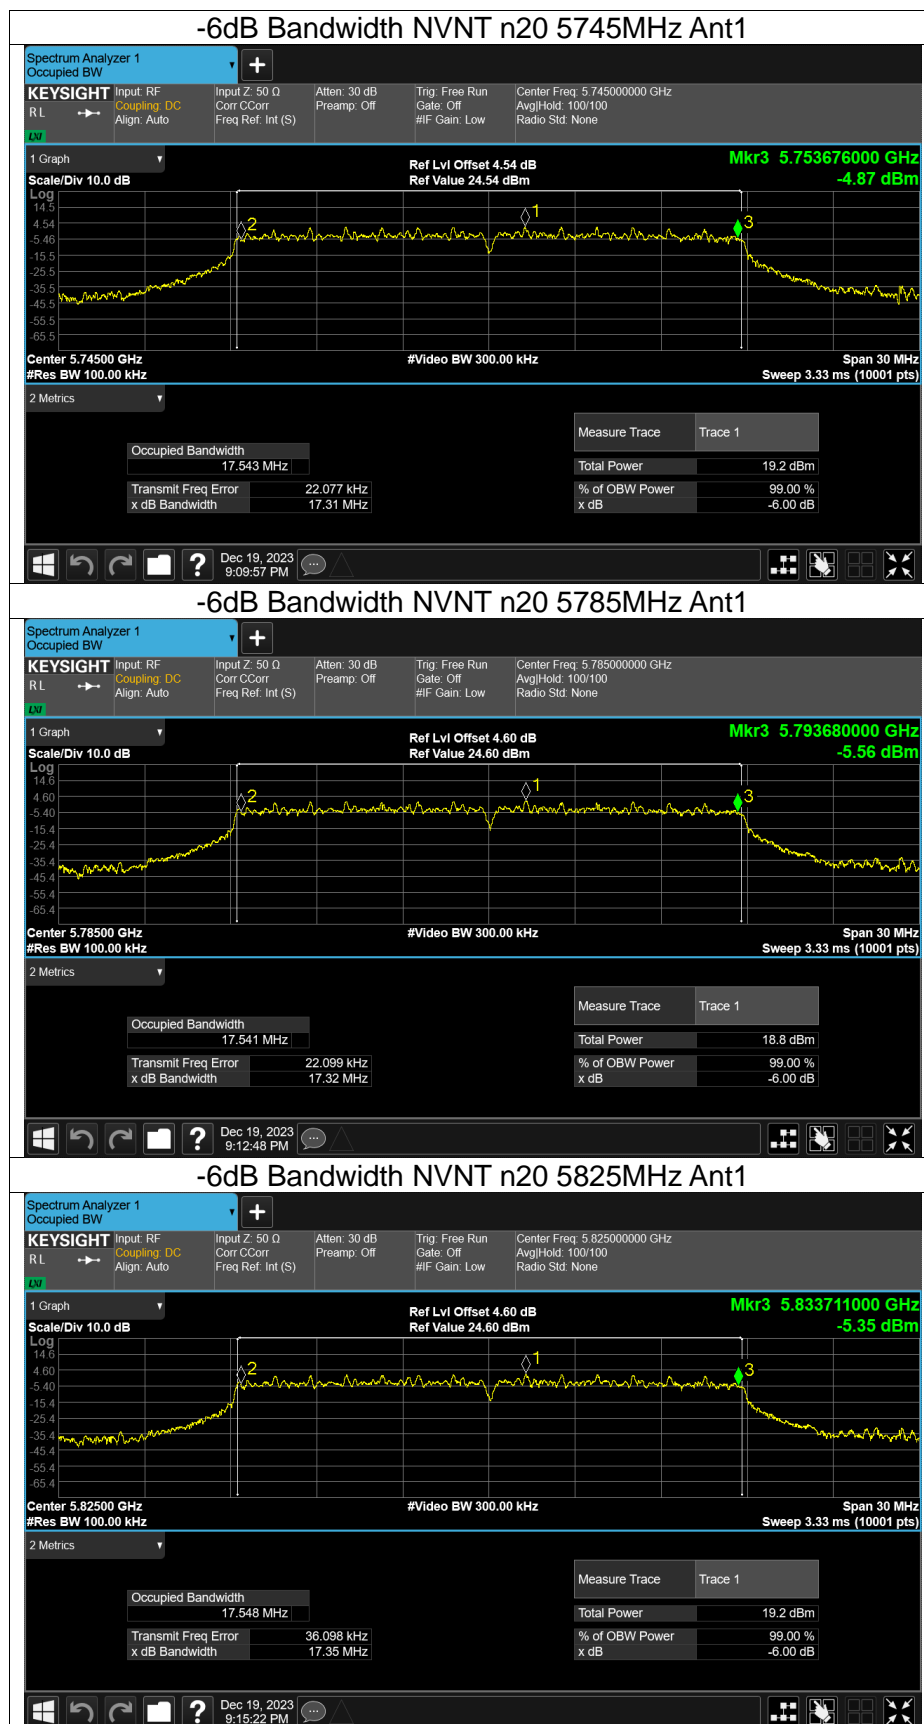 -6dB Bandwidth NVNT n20 5745MHz Ant1
Spectrum Analyzer 1
Occupied BW
+
KEYSIGHT Input: RF Input Z: 50 Ω Atten: 30 dB Trig: Free Run Center Freq: 5.745000000 GHz
R L Coupling: DC Corr CCorr Preamp: Off Gate: Off Avg|Hold: 100/100
Align: Auto Freq Ref: Int (S) #IF Gain: Low Radio Std: None
LXI
1 Graph Ref Lvl Offset 4.54 dB Mkr3 5.753676000 GHz
Scale/Div 10.0 dB Ref Value 24.54 dBm -4.87 dBm
Log
14.5
4.54
-5.46
-15.5
-25.5
-35.5
-45.5
-55.5
-65.5
2
1
3
Center 5.74500 GHz #Video BW 300.00 kHz Span 30 MHz
#Res BW 100.00 kHz Sweep 3.33 ms (10001 pts)
2 Metrics
Measure Trace Trace 1
Occupied Bandwidth
17.543 MHz Total Power 19.2 dBm
Transmit Freq Error 22.077 kHz % of OBW Power 99.00 %
x dB Bandwidth 17.31 MHz x dB -6.00 dB
? Dec 19, 2023
9:09:57 PM
-6dB Bandwidth NVNT n20 5785MHz Ant1
Spectrum Analyzer 1
Occupied BW
+
KEYSIGHT Input: RF Input Z: 50 Ω Atten: 30 dB Trig: Free Run Center Freq: 5.785000000 GHz
R L Coupling: DC Corr CCorr Preamp: Off Gate: Off Avg|Hold: 100/100
Align: Auto Freq Ref: Int (S) #IF Gain: Low Radio Std: None
LXI
1 Graph Ref Lvl Offset 4.60 dB Mkr3 5.793680000 GHz
Scale/Div 10.0 dB Ref Value 24.60 dBm -5.56 dBm
Log
14.6
4.60
-5.40
-15.4
-25.4
-35.4
-45.4
-55.4
-65.4
2
1
3
Center 5.78500 GHz #Video BW 300.00 kHz Span 30 MHz
#Res BW 100.00 kHz Sweep 3.33 ms (10001 pts)
2 Metrics
Measure Trace Trace 1
Occupied Bandwidth
17.541 MHz Total Power 18.8 dBm
Transmit Freq Error 22.099 kHz % of OBW Power 99.00 %
x dB Bandwidth 17.32 MHz x dB -6.00 dB
? Dec 19, 2023
9:12:48 PM
-6dB Bandwidth NVNT n20 5825MHz Ant1
Spectrum Analyzer 1
Occupied BW
+
KEYSIGHT Input: RF Input Z: 50 Ω Atten: 30 dB Trig: Free Run Center Freq: 5.825000000 GHz
R L Coupling: DC Corr CCorr Preamp: Off Gate: Off Avg|Hold: 100/100
Align: Auto Freq Ref: Int (S) #IF Gain: Low Radio Std: None
LXI
1 Graph Ref Lvl Offset 4.60 dB Mkr3 5.833711000 GHz
Scale/Div 10.0 dB Ref Value 24.60 dBm -5.35 dBm
Log
14.6
4.60
-5.40
-15.4
-25.4
-35.4
-45.4
-55.4
-65.4
2
1
3
Center 5.82500 GHz #Video BW 300.00 kHz Span 30 MHz
#Res BW 100.00 kHz Sweep 3.33 ms (10001 pts)
2 Metrics
Measure Trace Trace 1
Occupied Bandwidth
17.548 MHz Total Power 19.2 dBm
Transmit Freq Error 36.098 kHz % of OBW Power 99.00 %
x dB Bandwidth 17.35 MHz x dB -6.00 dB
? Dec 19, 2023
9:15:22 PM